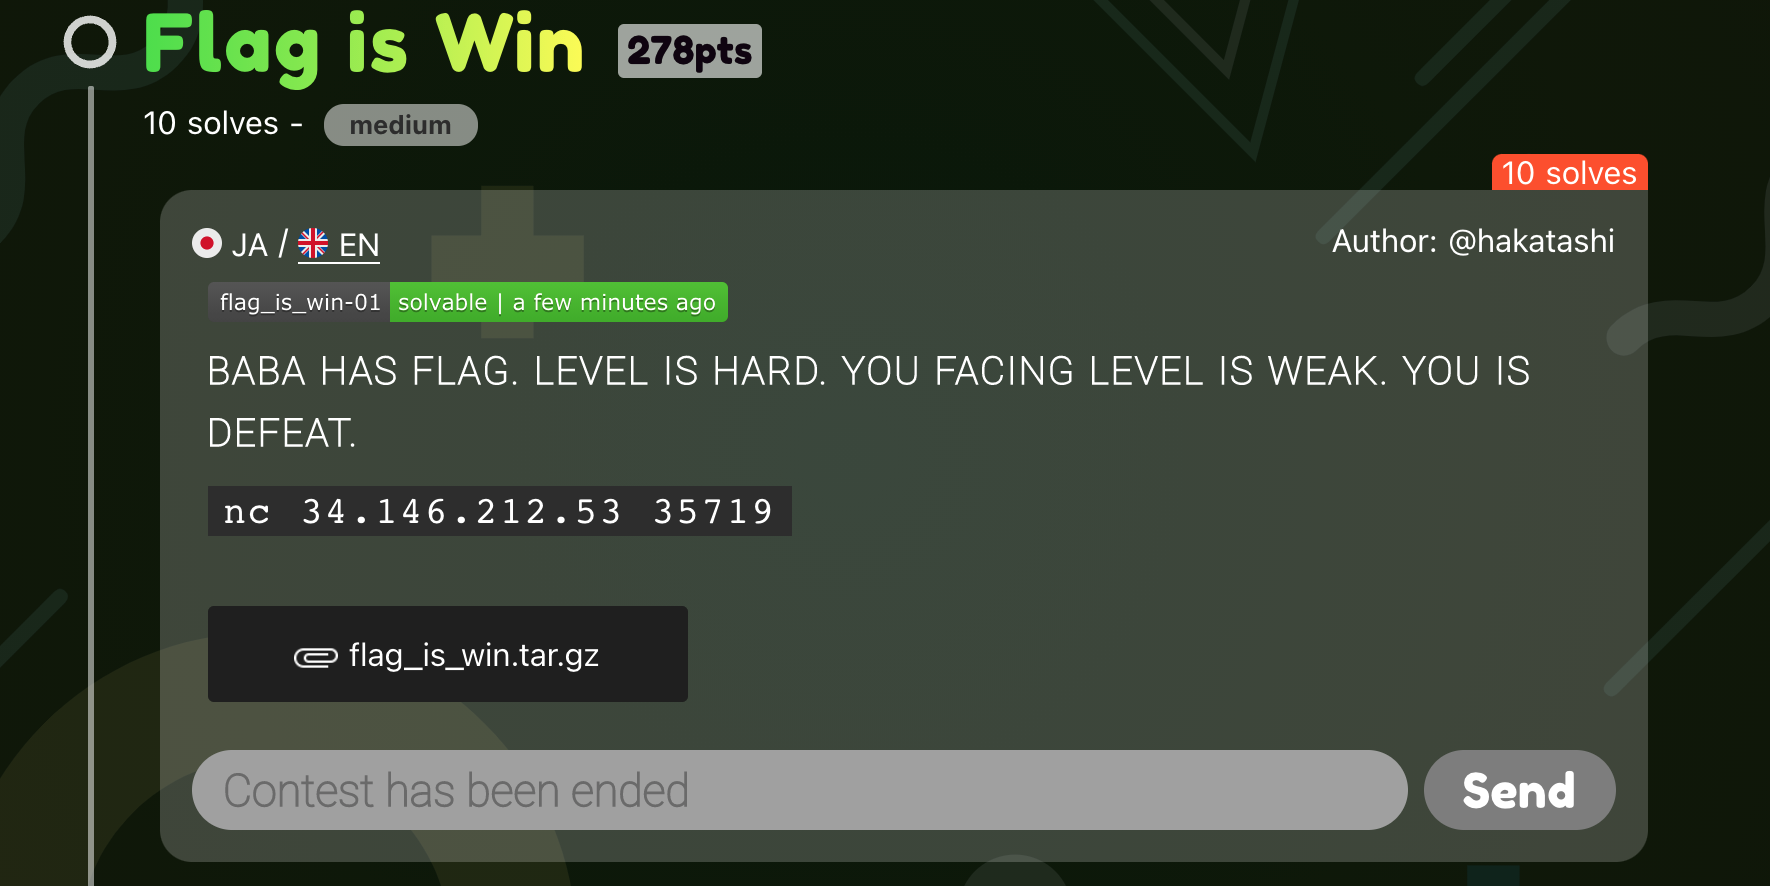 Flag is Win 278pts
10 solves - medium
10 solves
JA / EN Author: @hakatashi
flag_is_win-01 solvable | a few minutes ago
BABA HAS FLAG. LEVEL IS HARD. YOU FACING LEVEL IS WEAK. YOU IS
DEFEAT.
nc 34.146.212.53 35719
flag_is_win.tar.gz
Contest has been ended Send